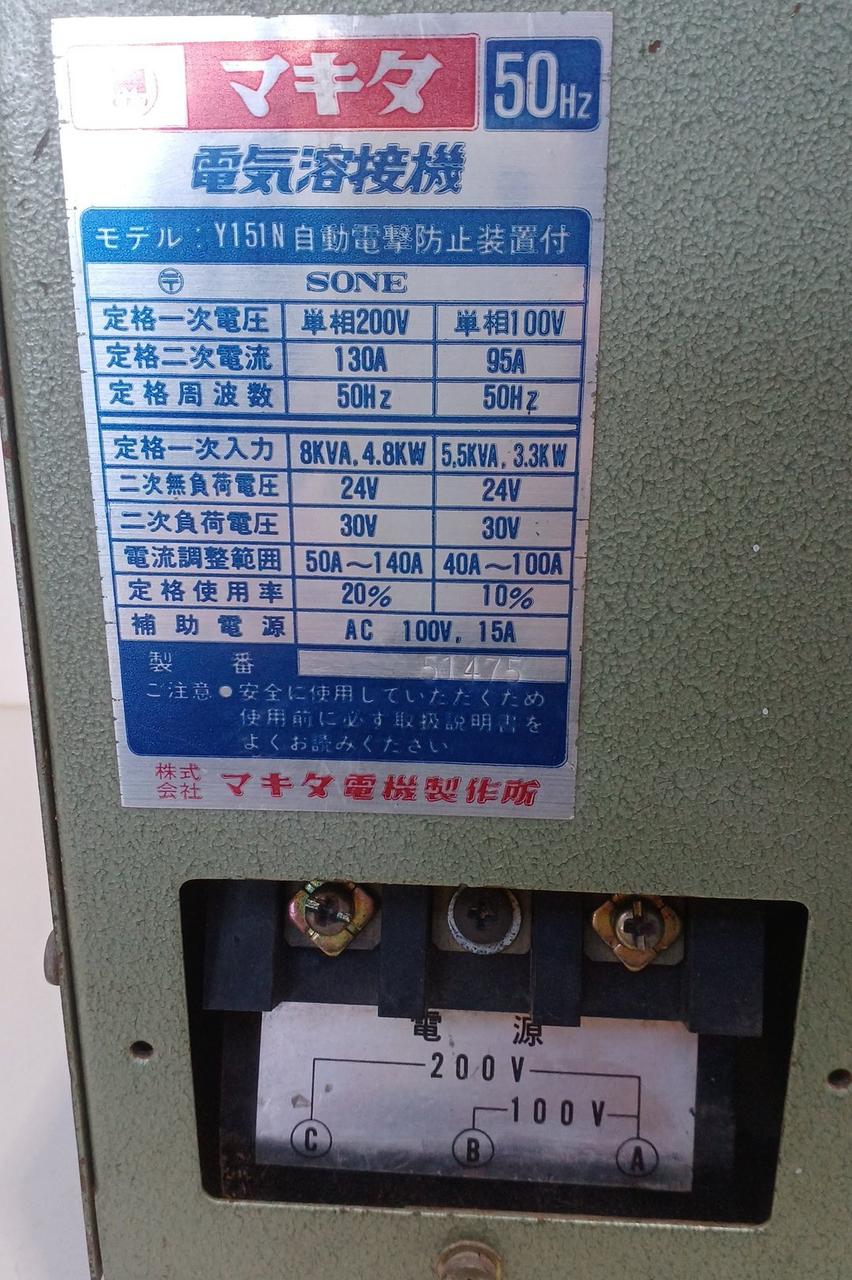 マキタ 50Hz
電気溶接機
モデル:Y151N 自動電撃防止装置付
〒 SONE
定格一次電圧 単相200V 単相100V
定格二次電流 130A 95A
定格周波数 50Hz 50Hz
定格一次入力 8KVA, 4.8KW 5.5KVA, 3.3KW
二次無負荷電圧 24V 24V
二次負荷電圧 30V 30V
電流調整範囲 50A〜140A 40A〜100A
定格使用率 20% 10%
補助電源 AC 100V, 15A
製番 51475
ご注意●安全に使用していただくため
使用前に必ず取扱説明書を
よくお読みください
株式会社 マキタ電機製作所
電源
200V
100V
C B A